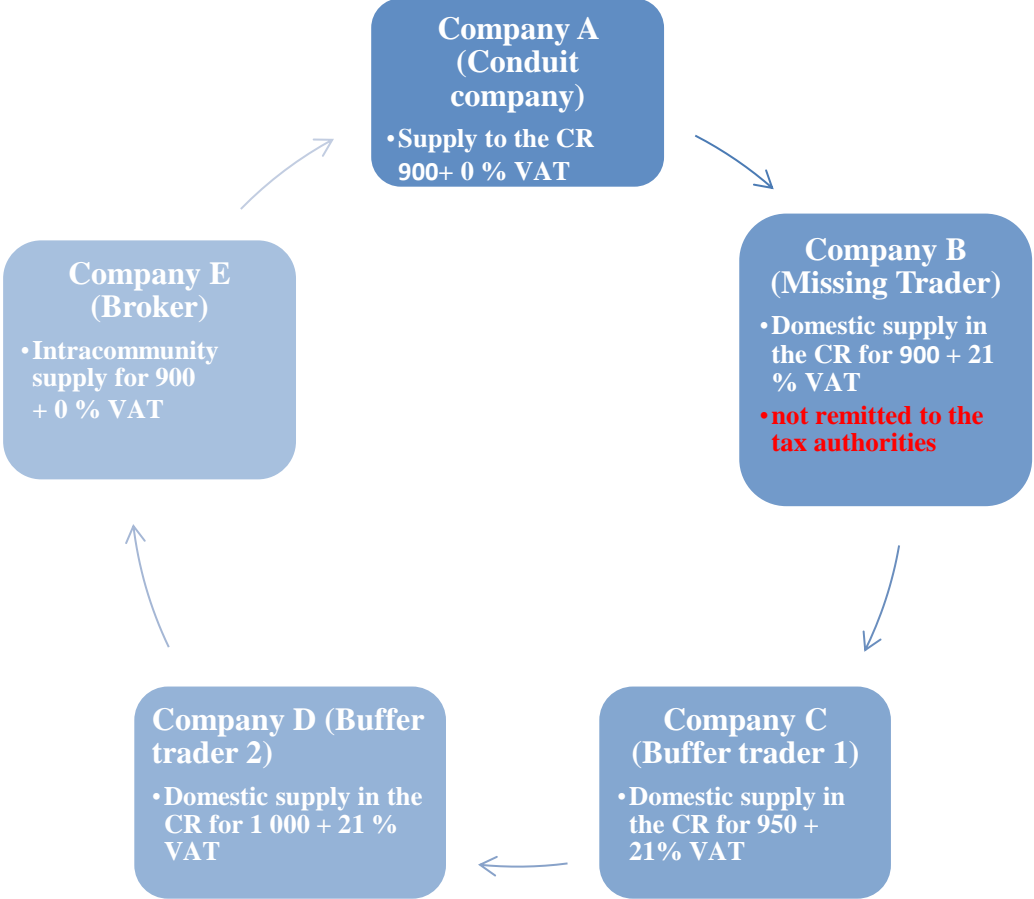 Company A
(Conduit
company)
•Supply to the CR
900+ 0 % VAT
Company B
(Missing Trader)
•Domestic supply in
the CR for 900 + 21
% VAT
•not remitted to the
tax authorities
Company C
(Buffer trader 1)
•Domestic supply in
the CR for 950 +
21% VAT
Company D (Buffer
trader 2)
•Domestic supply in the
CR for 1 000 + 21 %
VAT
Company E
(Broker)
•Intracommunity
supply for 900
+ 0 % VAT